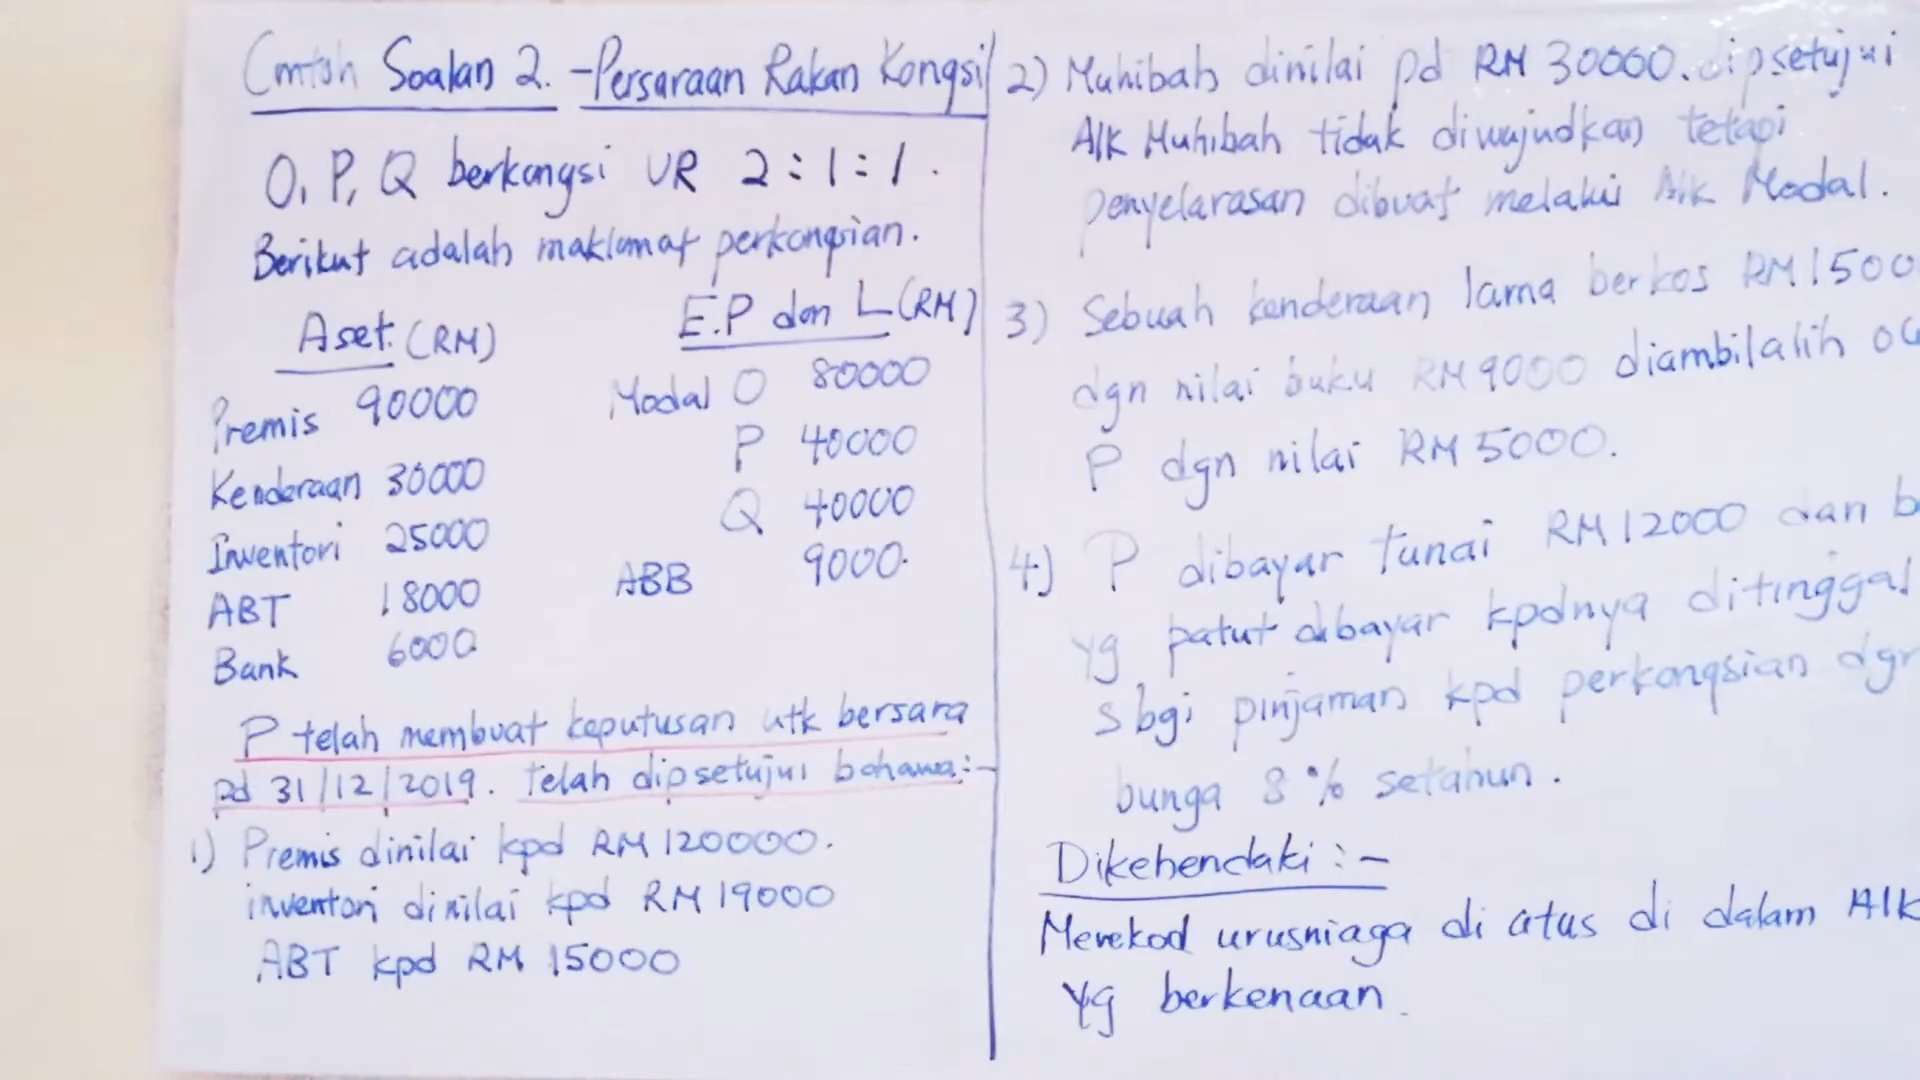 Contoh Soalan 2. - Persaraan Rakan Kongsi
O, P, Q berkongsi UR 2 : 1 : 1.
Berikut adalah maklumat perkongsian.
Aset (RM)
Premis 90000
Kenderaan 30000
Inventori 25000
ABT 18000
Bank 6000
E.P dan L (RM)
Modal O 80000
P 40000
Q 40000
ABB 9000.
P telah membuat keputusan utk bersara
pd 31/12/2019. telah dipsetujui bahawa:-
1) Premis dinilai kpd RM 120000.
inventori dinilai kpd RM 19000
ABT kpd RM 15000
2) Muhibah dinilai pd RM 30000. dipsetujui
Alk Muhibah tidak diwujudkan tetapi
penyelarasan dibuat melalui Alk Modal.
3) Sebuah kenderaan lama berkos RM 1500
dgn nilai buku RM 9000 diambilalih
P dgn nilai RM 5000.
4) P dibayar tunai RM 12000 dan b
yg patut dibayar kpdnya ditinggal
sbgi pinjaman kpd perkongsian dgn
bunga 8% setahun.
Dikehendaki :-
Merekod urusniaga di atas di dalam Alk
yg berkenaan.